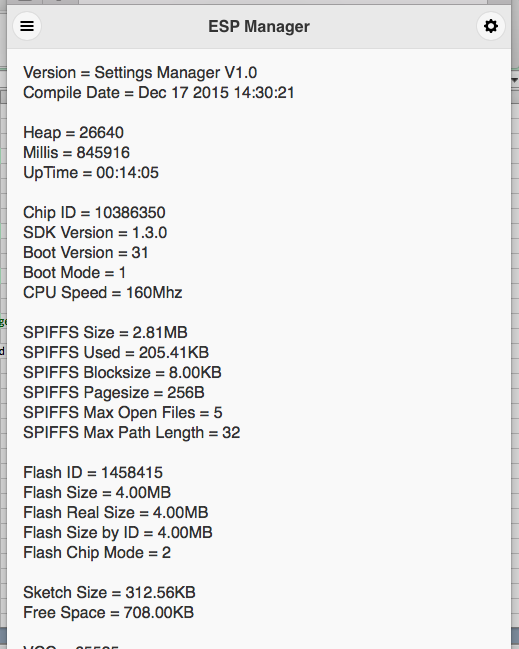 ESP Manager
Version = Settings Manager V1.0
Compile Date = Dec 17 2015 14:30:21
Heap = 26640
Millis = 845916
UpTime = 00:14:05
Chip ID = 10386350
SDK Version = 1.3.0
Boot Version = 31
Boot Mode = 1
CPU Speed = 160Mhz
SPIFFS Size = 2.81MB
SPIFFS Used = 205.41KB
SPIFFS Blocksize = 8.00KB
SPIFFS Pagesize = 256B
SPIFFS Max Open Files = 5
SPIFFS Max Path Length = 32
Flash ID = 1458415
Flash Size = 4.00MB
Flash Real Size = 4.00MB
Flash Size by ID = 4.00MB
Flash Chip Mode = 2
Sketch Size = 312.56KB
Free Space = 708.00KB